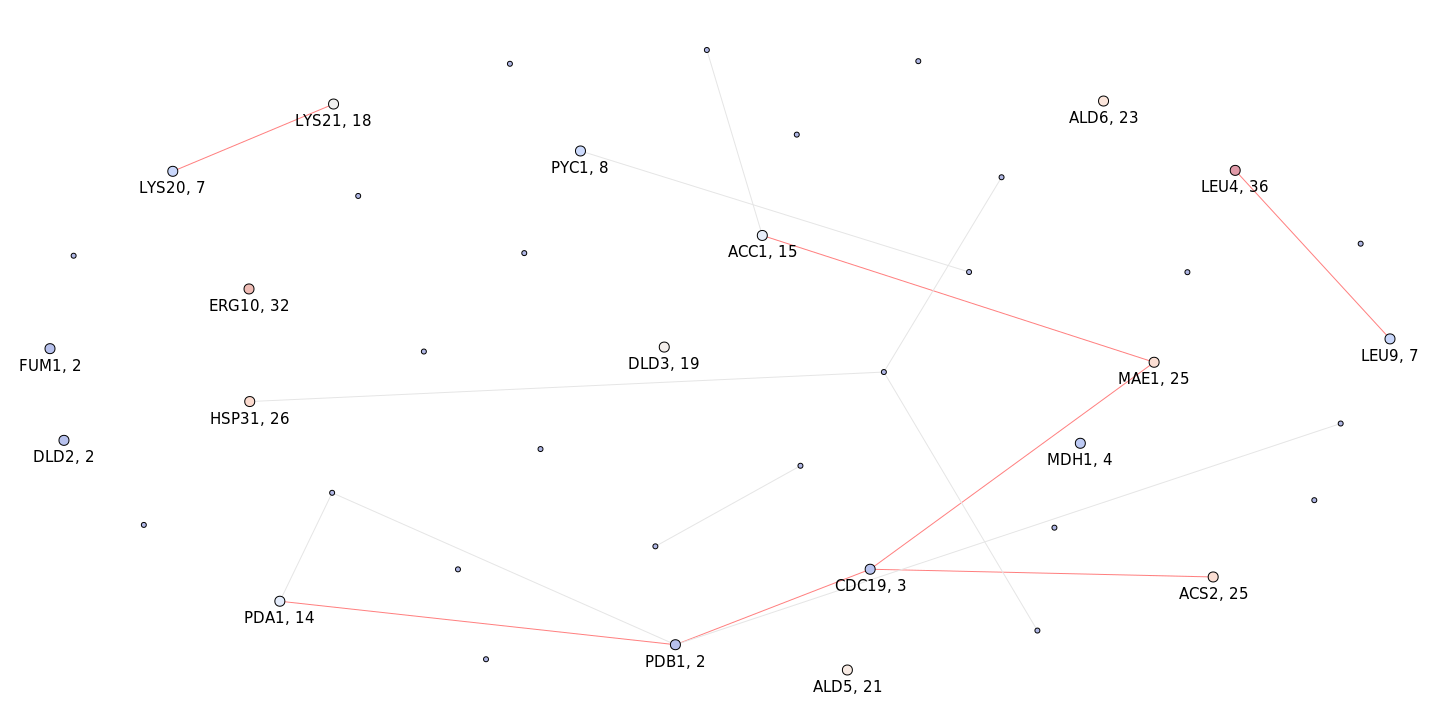 ALD6, 23
LYS21, 18
PYC1, 8
LYS20, 7
LEU4, 36
ACC1, 15
ERG10, 32
LEU9, 7
FUM1, 2
DLD3, 19
MAE1, 25
HSP31, 26
DLD2, 2
MDH1, 4
CDC19, 3
ACS2, 25
PDA1, 14
PDB1, 2
ALD5, 21